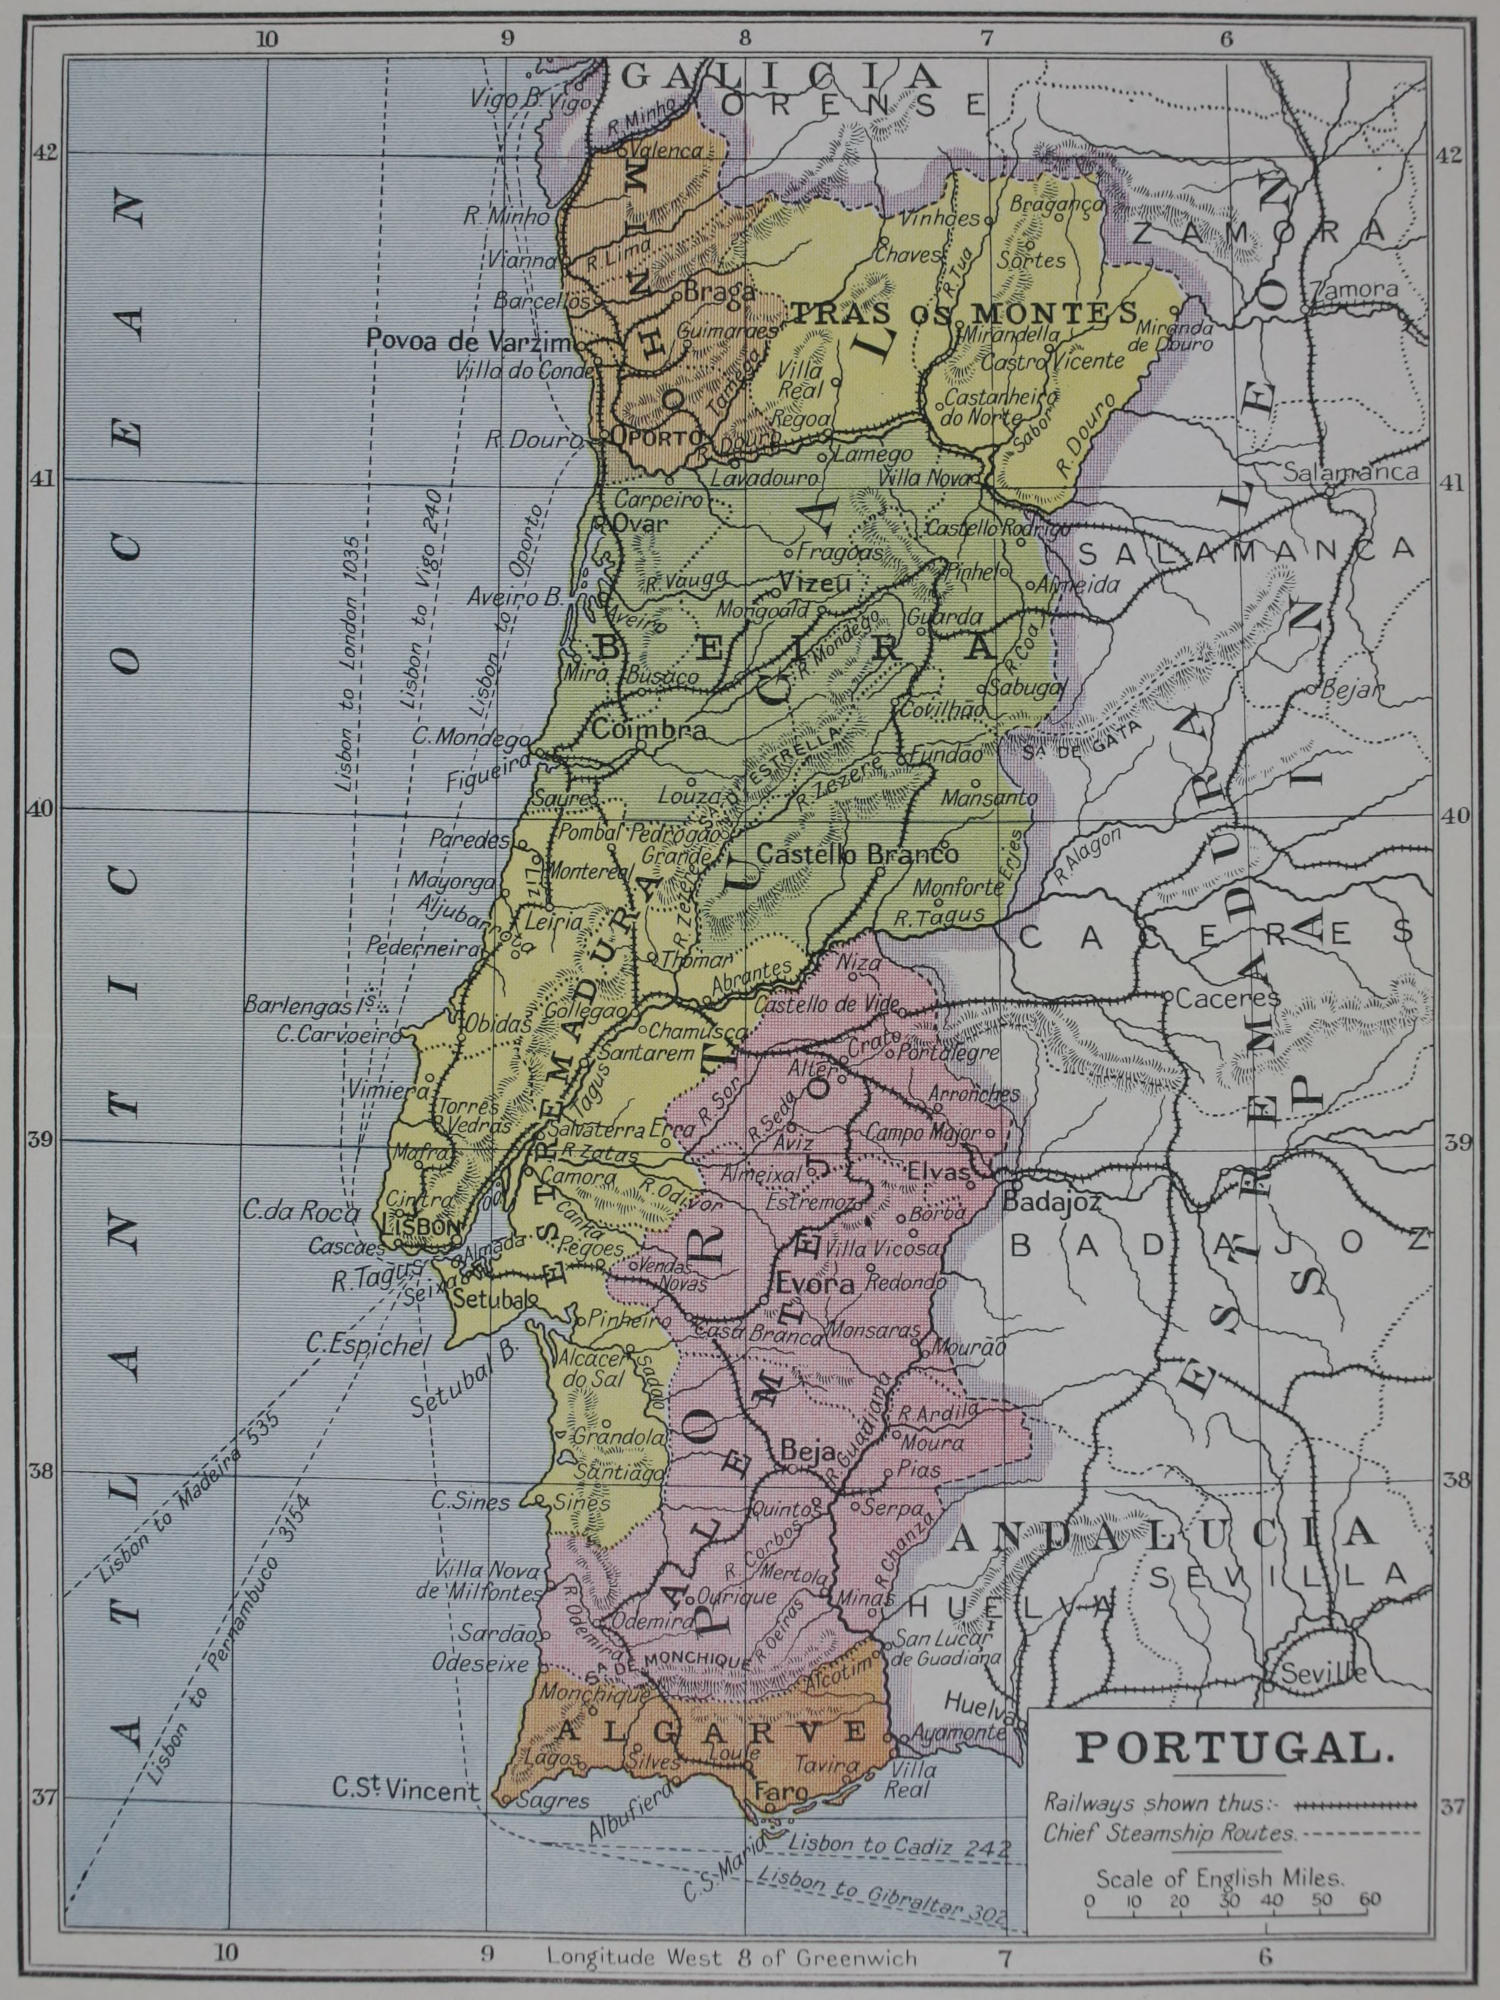 10 9 8 7 6
GALICIA
ORENSE
Vigo B. Vigo
R. Minho
42 42
Valenca
MINHO
R. Minho
Vinhaes
Bragança
ZAMORA
Vianna
R. Lima
Chaves
R. Tua
Sortes
LEON
Barcellos
Braga
TRAS OS MONTES
Zamora
Povoa de Varzim
Guimaraes
Mirandella
Miranda
de Douro
Villa do Conde
Tamega
Villa
Real
Castro Vicente
Castanheiro
do Norte
Regoa
R. Douro
OPORTO
R. Douro
Sabor
R. Douro
Lamego
41 41
Lavadouro
Villa Nova
Salamanca
Carpeiro
Ovar
Castello Rodrigo
SALAMANCA
Fragoas
R. Vauga
Vizeu
Pinhel
Almeida
Aveiro B.
Aveiro
Mongoald
Guarda
BEIRA
R. Mondego
R. Coa
Mira
Busaco
Sabugal
Bejar
Covilhão
Coimbra
C. Mondego
Figueira
Sa. ESTRELLA
Fundão
Sa. DE GATA
R. Zezere
Saure
Louza
Mansanto
40 40
Paredes
Pombal
Pedrogão
Grande
Castello Branco
Erjes
R. Alagon
Mayorga
Liz
Montereal
Monforte
Aljubarrota
Leiria
R. Zezere
R. Tagus
CACERES
Pederneira
Thomar
Abrantes
Niza
Barlengas Is.
Gollegao
Castello de Vide
Caceres
C. Carvoeiro
Obidas
Chamusca
Crato
Portalegre
Santarem
Alter
Vimiera
Tagus
R. Sor
Arronches
Torres
Vedras
R. Seda
Salvaterra
Erra
Aviz
Campo Major
39 39
Mafra
R. Zatas
Almeixal
Elvas
Camora
R. Odivor
Estremoz
Badajoz
C. da Roca
Cintra
LISBON
Canha
Borba
Cascaes
Almada
Pegoes
Villa Vicosa
BADAJOZ
R. Tagus
Seixal
Vendas
Novas
Evora
Redondo
Setubal
Pinheiro
Casa Branca
Monsaras
C. Espichel
Mourão
Setubal B.
Alcacer
do Sal
Sadao
R. Guadiana
R. Ardila
Grandola
Moura
Beja
38 38
Santiago
Pias
C. Sines
Sines
Quintos
Serpa
ANDALUCIA
R. Corbos
R. Chanza
Villa Nova
de Milfontes
Mertola
SEVILLA
R. Odemira
Ourique
Minas
HUELVA
Odemira
R. Oeiras
Sardão
San Lucar
de Guadiana
Odeseixe
Sa. DE MONCHIQUE
Alcotim
Seville
Monchique
Huelva
ALGARVE
Ayamonte
Lagos
Silves
Loule
Tavira
Villa
Real
C. St. Vincent
Faro
37 37
Sagres
Albufiera
C. S. Maria
ATLANTIC OCEAN
Lisbon to London 1035
Lisbon to Vigo 240
Lisbon to Oporto
Lisbon to Madeira 535
Lisbon to Pernambuco 3154
Lisbon to Cadiz 242
Lisbon to Gibraltar 302
ESTREMADURA
ALEMTEJO
PORTUGAL
ESTREMADURA
SPAIN
PORTUGAL.
Railways shown thus:-
Chief Steamship Routes.
Scale of English Miles.
0 10 20 30 40 50 60
10 9 8 7 6
Longitude West of Greenwich